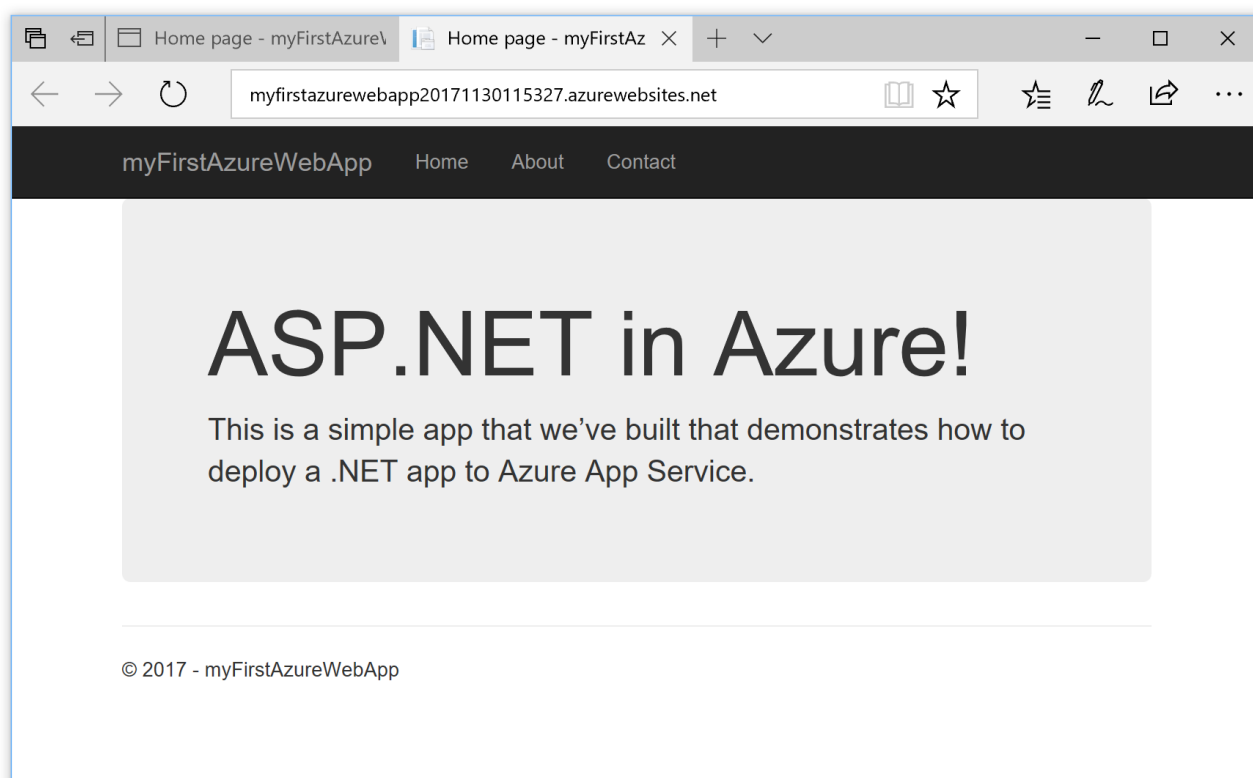 Home page - myFirstAzure
Home page - myFirstAz
myfirstazurewebapp20171130115327.azurewebsites.net
myFirstAzureWebApp Home About Contact
ASP.NET in Azure!
This is a simple app that we’ve built that demonstrates how to
deploy a .NET app to Azure App Service.
© 2017 - myFirstAzureWebApp